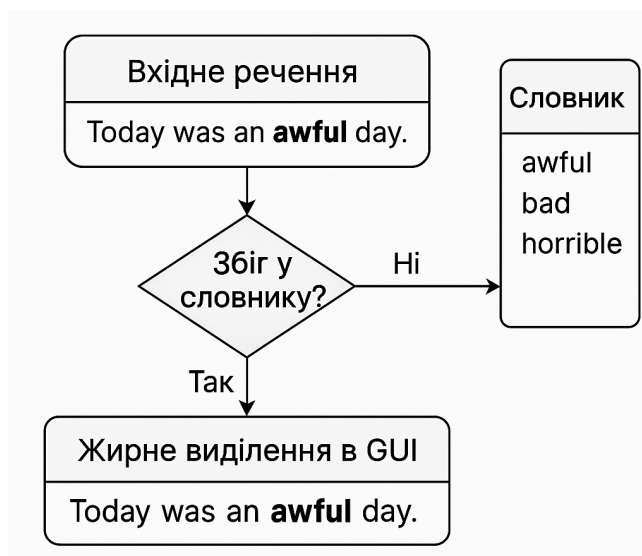 Вхідне речення
Today was an awful day.
Збіг у
словнику?
Ні
Словник
awful
bad
horrible
Так
Жирне виділення в GUI
Today was an awful day.